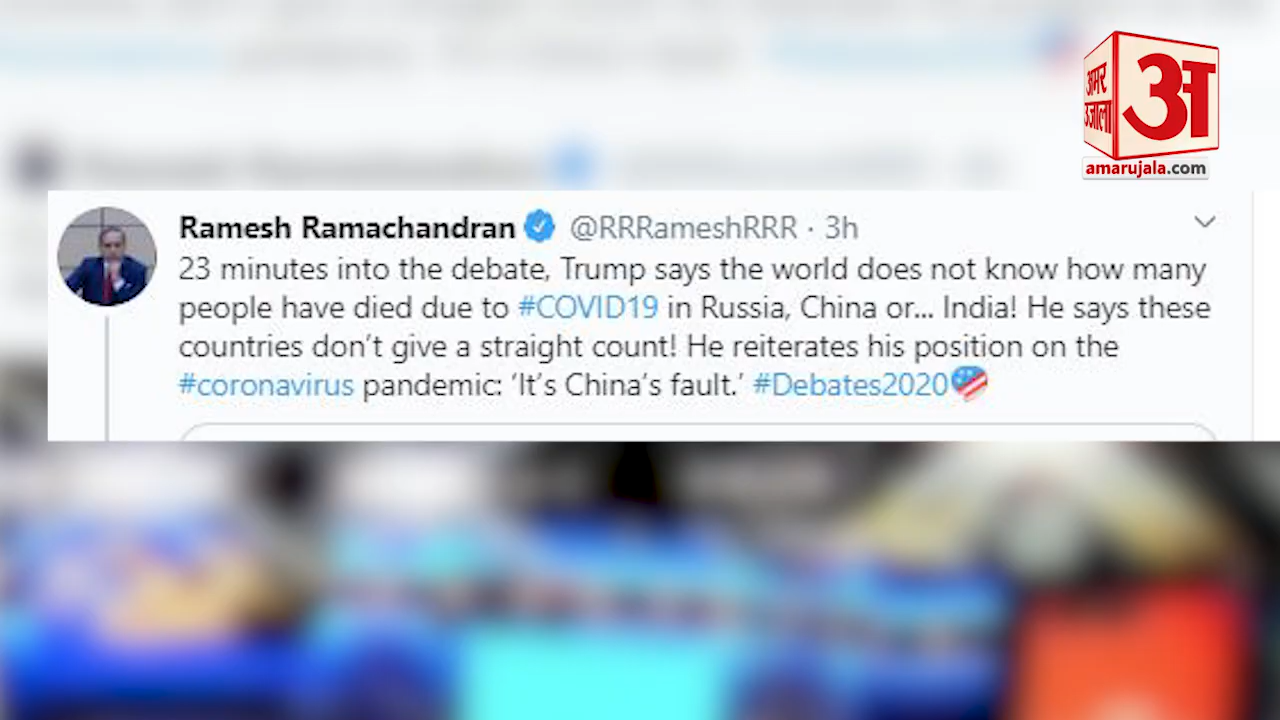 अमर
उजाला
अ
amarujala.com
Ramesh Ramachandran @RRRRameshRRR · 3h
23 minutes into the debate, Trump says the world does not know how many
people have died due to #COVID19 in Russia, China or... India! He says these
countries don’t give a straight count! He reiterates his position on the
#coronavirus pandemic: ‘It’s China’s fault.’ #Debates2020